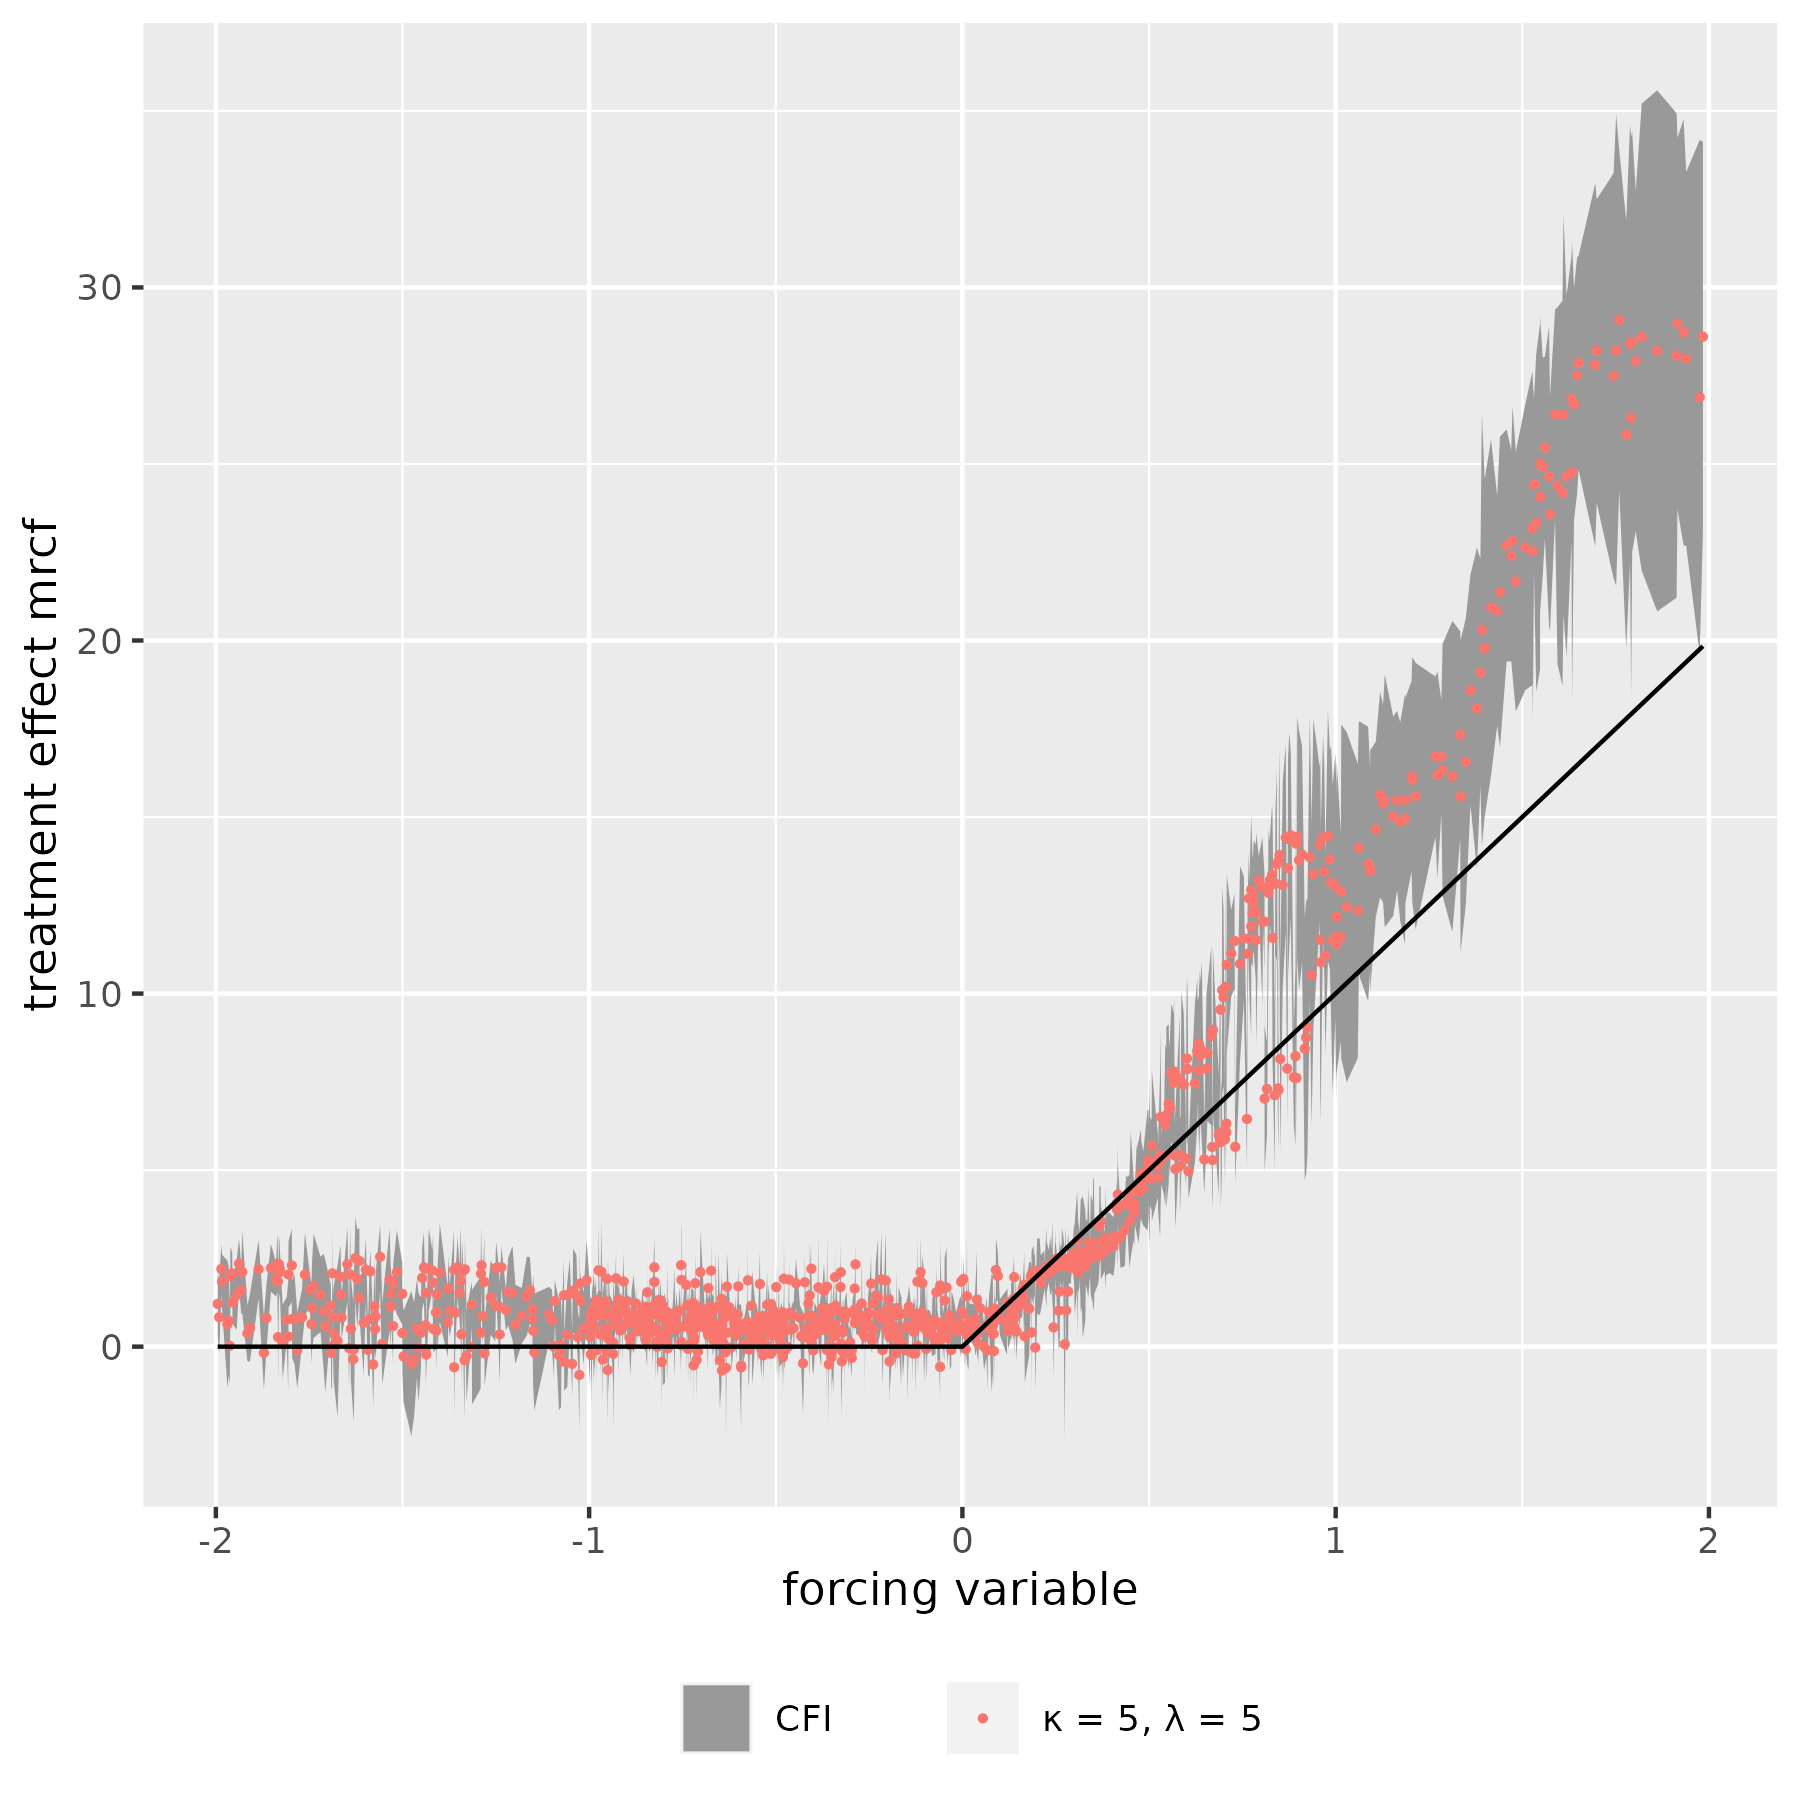 treatment effect mrcf
30
20
10
0
-2 -1 0 1 2
forcing variable
CFI κ = 5, λ = 5